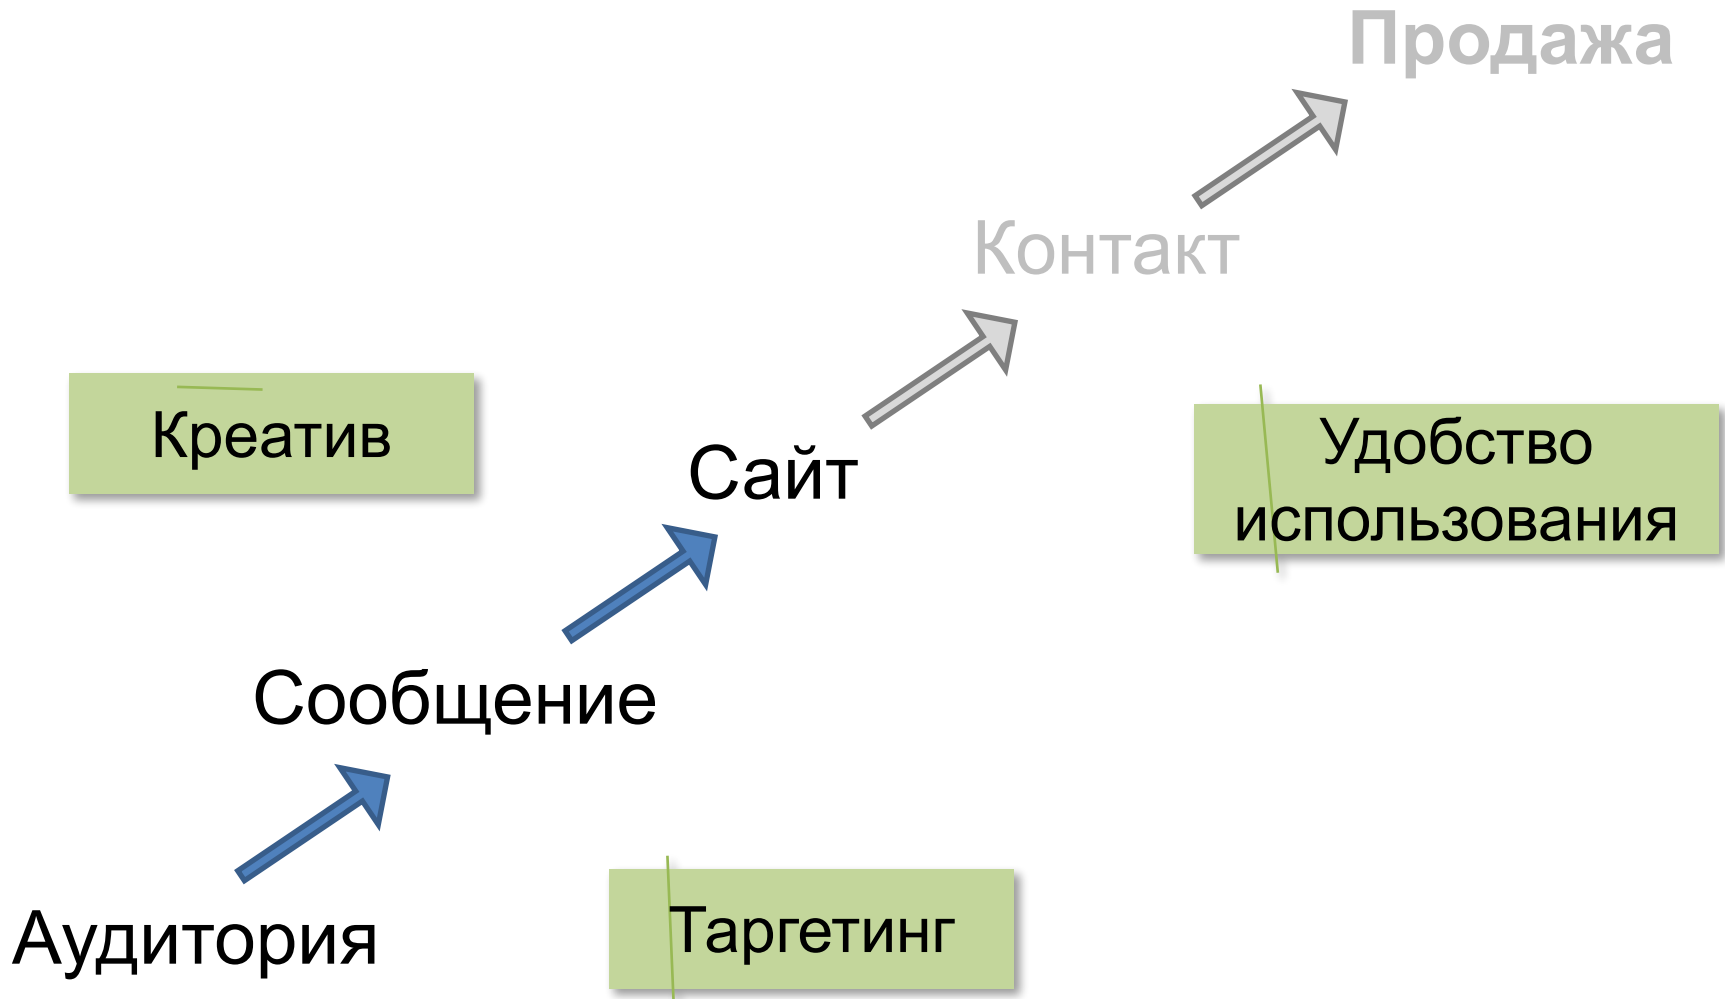 Продажа
Контакт
Креатив
Удобство
использования
Сайт
Сообщение
Аудитория
Таргетинг